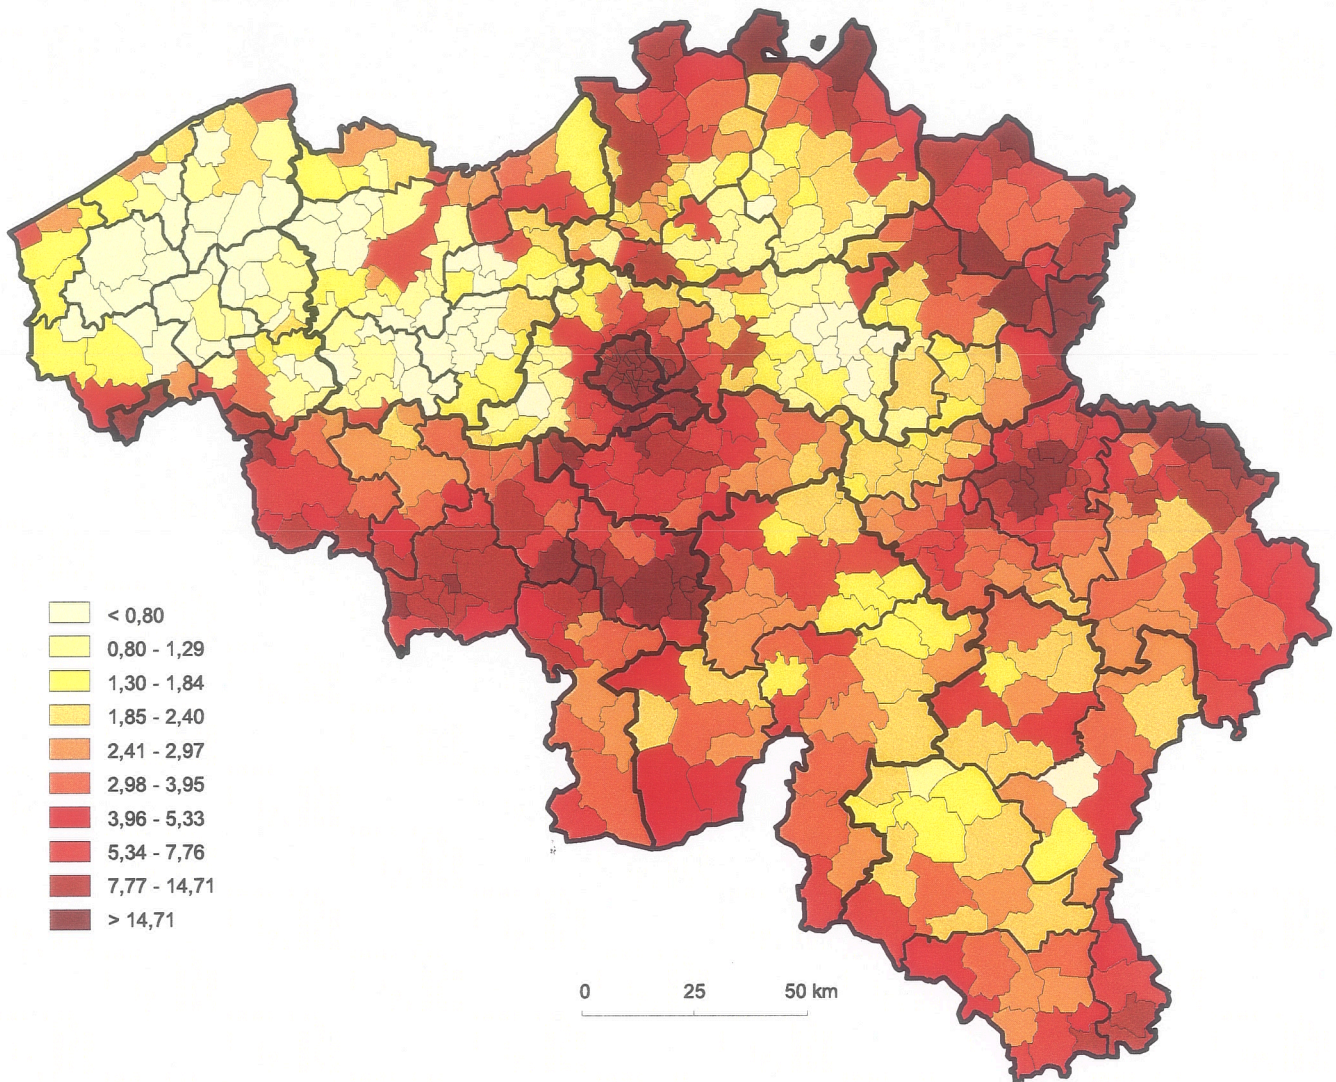 < 0,80
0,80 - 1,29
1,30 - 1,84
1,85 - 2,40
2,41 - 2,97
2,98 - 3,95
3,96 - 5,33
5,34 - 7,76
7,77 - 14,71
> 14,71
0 25 50 km